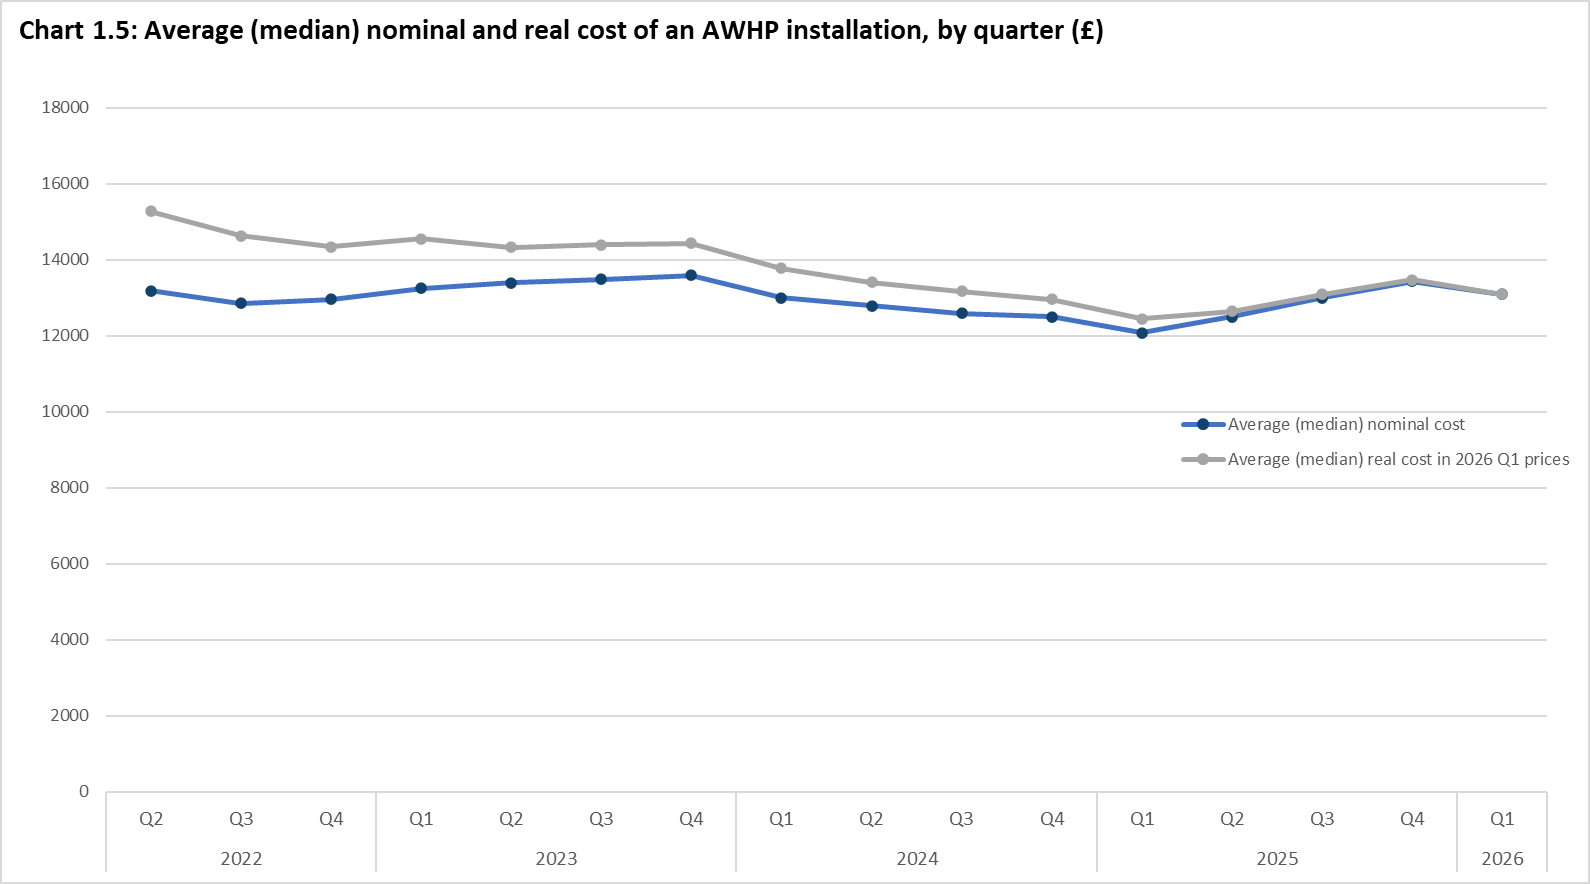 Chart 1.5: Average (median) nominal and real cost of an AWHP installation, by quarter (£)
18000
16000
14000
12000
10000
8000
6000
4000
2000
0
Average (median) nominal cost
Average (median) real cost in 2026 Q1 prices
Q2 Q3 Q4 Q1 Q2 Q3 Q4 Q1 Q2 Q3 Q4 Q1 Q2 Q3 Q4 Q1
2022 2023 2024 2025 2026